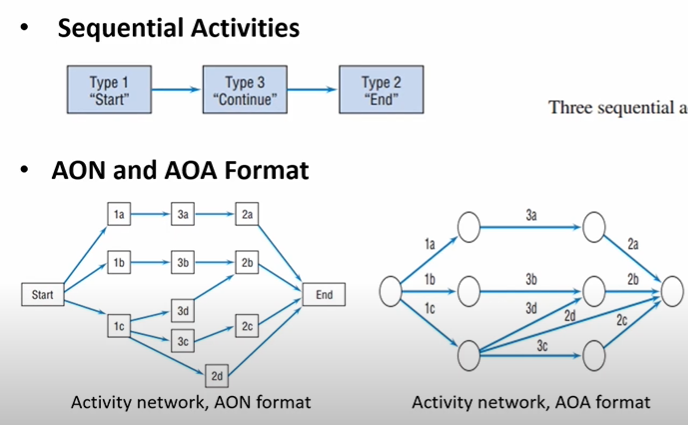 • Sequential Activities
Type 1
"Start"
Type 3
"Continue"
Type 2
"End"
Three sequential a
• AON and AOA Format
1a
3a
2a
1b
3b
2b
Start
End
3d
1c
2c
3c
2d
Activity network, AON format
3a
1a
2a
1b
3b
2b
1c
3d
2d
2c
3c
Activity network, AOA format